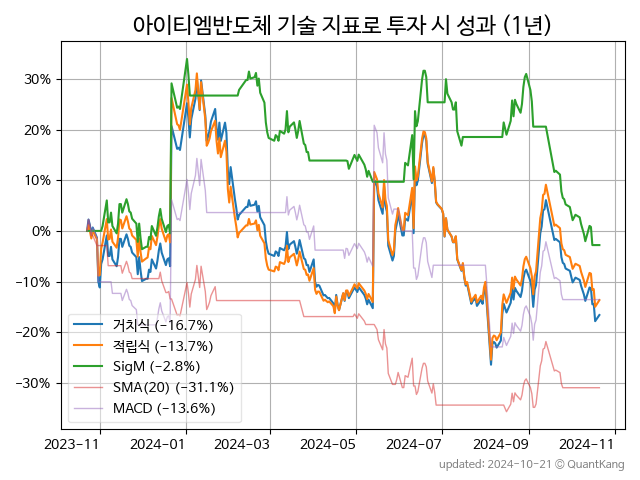 아이티엠반도체 기술 지표로 투자 시 성과 (1년)
30%
20%
10%
0%
−10%
−20%
−30%
거치식 (−16.7%)
적립식 (−13.7%)
SigM (−2.8%)
SMA(20) (−31.1%)
MACD (−13.6%)
2023−11
2024−01
2024−03
2024−05
2024−07
2024−09
2024−11
updated: 2024−10−21 © QuantKang